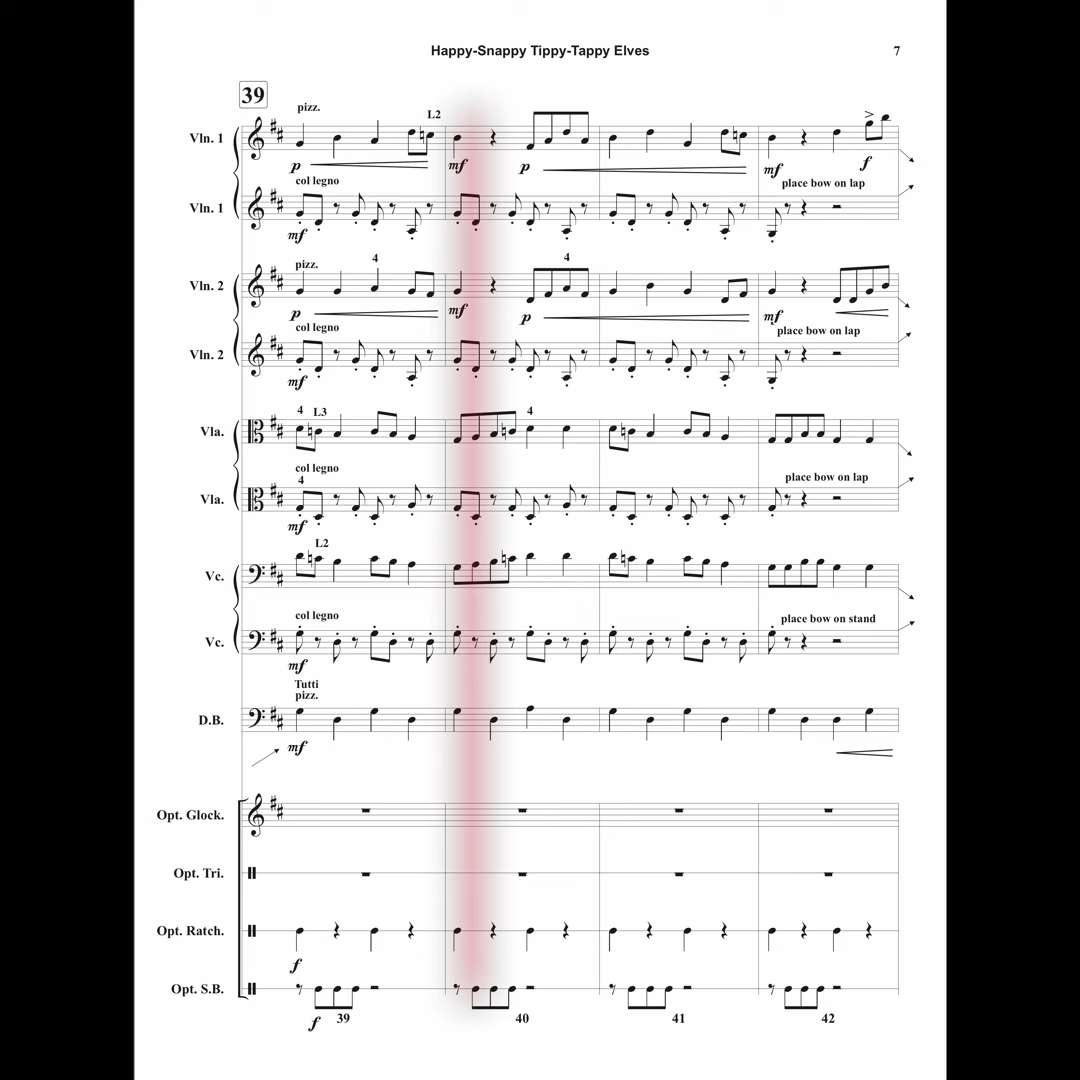 Happy-Snappy Tippy-Tappy Elves
7
39
pizz.
L2
Vln. 1
p
mf
p
mf
f
col legno
place bow on lap
Vln. 1
mf
pizz.
4
4
Vln. 2
p
mf
p
mf
col legno
place bow on lap
Vln. 2
mf
4
L3
4
Vla.
col legno
place bow on lap
4
Vla.
mf
L2
Vc.
col legno
place bow on stand
Vc.
mf
Tutti
pizz.
D.B.
mf
Opt. Glock.
Opt. Tri.
Opt. Ratch.
f
Opt. S.B.
f
39
40
41
42